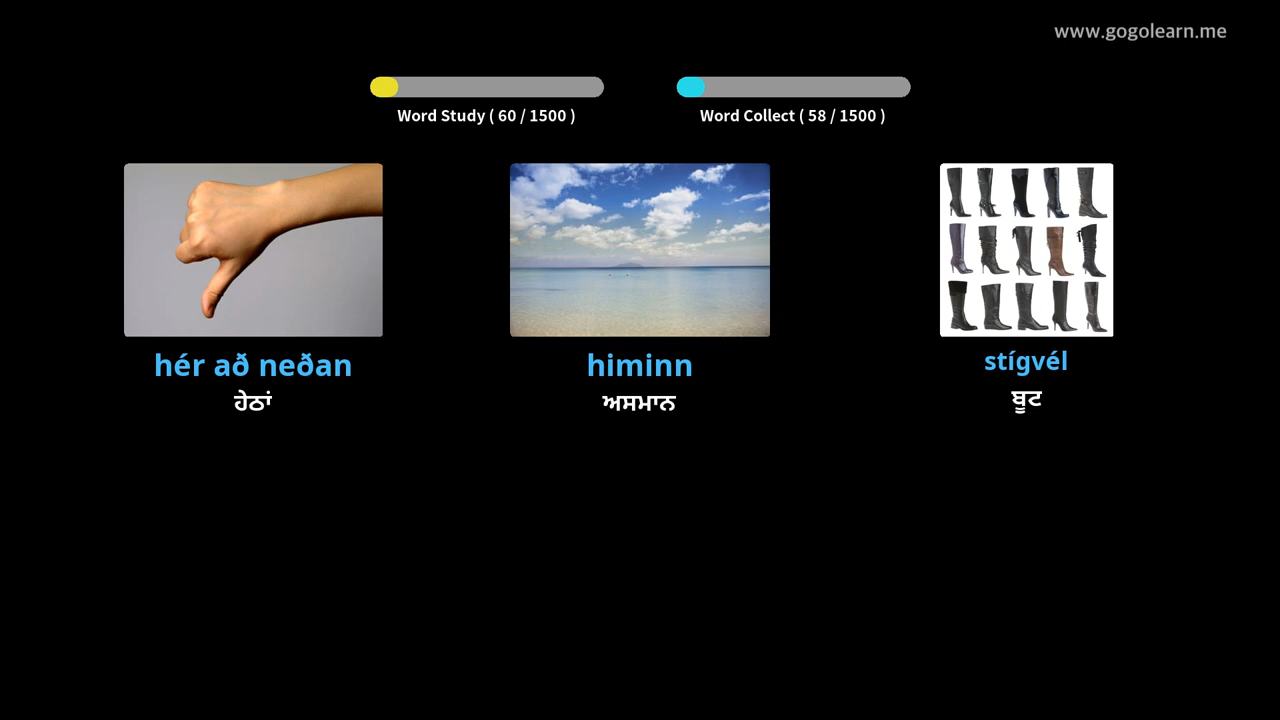 www.gogolearn.me
Word Study ( 60 / 1500 )
Word Collect ( 58 / 1500 )
hér að neðan
himinn
stígvél
ਹੇਠਾਂ
ਅਸਮਾਨ
ਬੂਟ